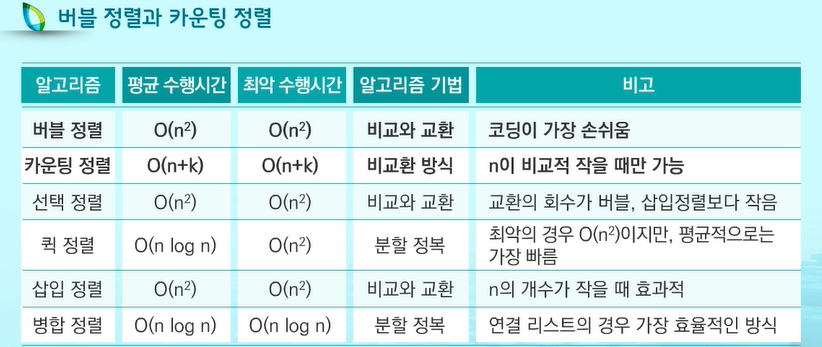 버블 정렬과 카운팅 정렬
알고리즘 평균 수행시간 최악 수행시간 알고리즘 기법 비고
버블 정렬 O(n²) O(n²) 비교와 교환 코딩이 가장 손쉬움
카운팅 정렬 O(n+k) O(n+k) 비교환 방식 n이 비교적 작을 때만 가능
선택 정렬 O(n²) O(n²) 비교와 교환 교환의 회수가 버블, 삽입정렬보다 작음
퀵 정렬 O(n log n) O(n²) 분할 정복 최악의 경우 O(n²)이지만, 평균적으로는
가장 빠름
삽입 정렬 O(n²) O(n²) 비교와 교환 n의 개수가 작을 때 효과적
병합 정렬 O(n log n) O(n log n) 분할 정복 연결 리스트의 경우 가장 효율적인 방식